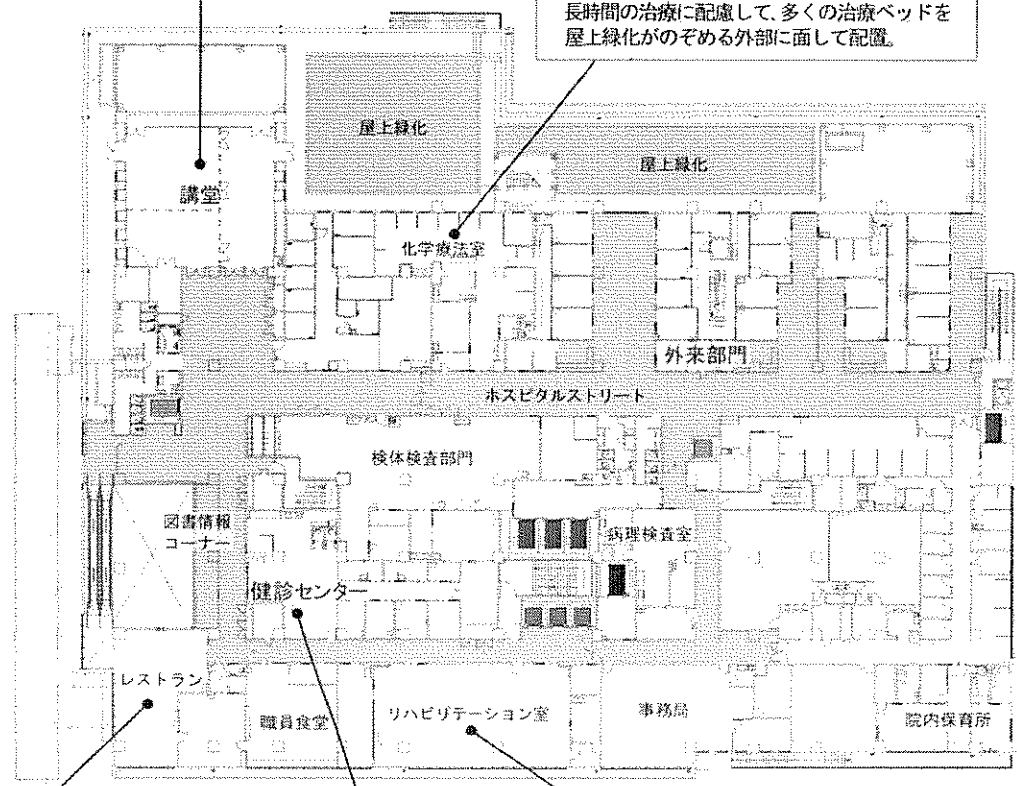 長時間の治療に配慮して、多くの治療ベッドを
屋上緑化がのぞめる外部に面して配置。
屋上緑化
屋上緑化
講堂
化学療法室
外来部門
ホスピタルストリート
検体検査部門
図書情報
コーナー
病理検査室
健診センター
レストラン
職員食堂
リハビリテーション室
事務局
院内保育所